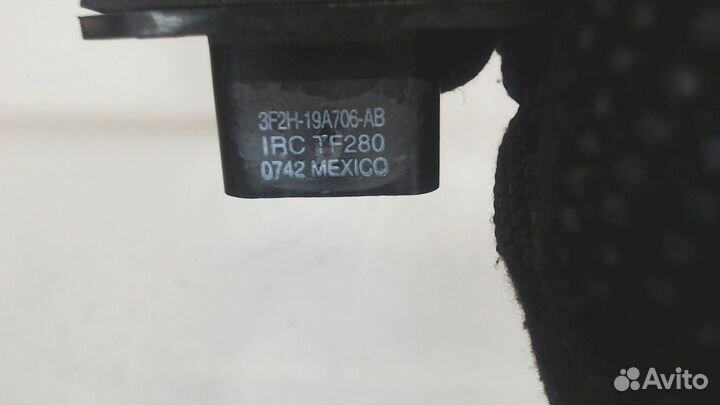 3F2H-19A706-AB
IRC TF280
0742 MEXICO
Avito